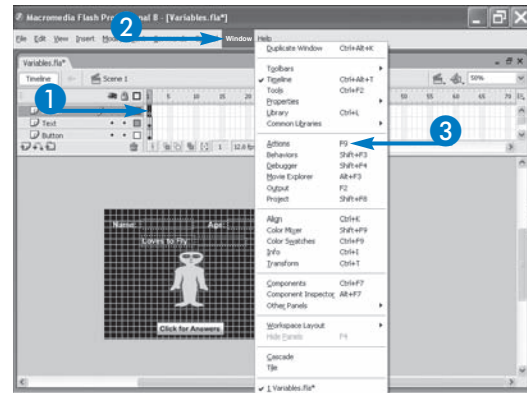 Macromedia Flash Professional 8 - [Variables.fla*]
File Edit View Insert Window Help
2
Variables.fla*
Timeline Scene 1 50%
1
5 10 15 20 50 55 60 65 70
Text
Button
1 12.0 fps
Duplicate Window Ctrl+Alt+K
Toolbars
Timeline Ctrl+Alt+T
Tools Ctrl+F2
Properties
Library Ctrl+L
Common Libraries
Actions F9
3
Behaviors Shift+F3
Debugger Shift+F4
Movie Explorer Alt+F3
Output F2
Project Shift+F8
Align Ctrl+K
Color Mixer Shift+F9
Color Swatches Ctrl+F9
Info Ctrl+I
Transform Ctrl+T
Components Ctrl+F7
Component Inspector Alt+F7
Other Panels
Workspace Layout
Hide Panels F4
Cascade
Tile
1 Variables.fla*
Name: Age:
Loves to Fly
Click for Answers